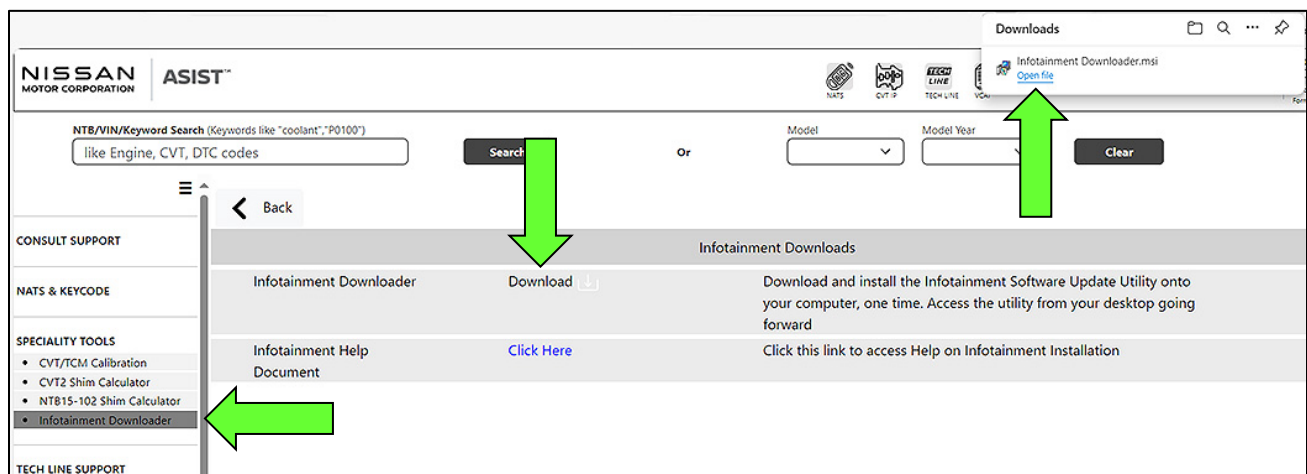 Downloads
Infotainment Downloader.msi
Open file
NISSAN
MOTOR CORPORATION
ASIST™
NATS
CVT IP
TECH
LINE
TECH LINE
NTB/VIN/Keyword Search (Keywords like "coolant","P0100")
like Engine, CVT, DTC codes
Search
Or
Model
Model Year
Clear
Back
CONSULT SUPPORT
NATS & KEYCODE
SPECIALITY TOOLS
• CVT/TCM Calibration
• CVT2 Shim Calculator
• NTB15-102 Shim Calculator
• Infotainment Downloader
TECH LINE SUPPORT
Infotainment Downloads
Infotainment Downloader
Download
Download and install the Infotainment Software Update Utility onto
your computer, one time. Access the utility from your desktop going
forward
Infotainment Help
Document
Click Here
Click this link to access Help on Infotainment Installation